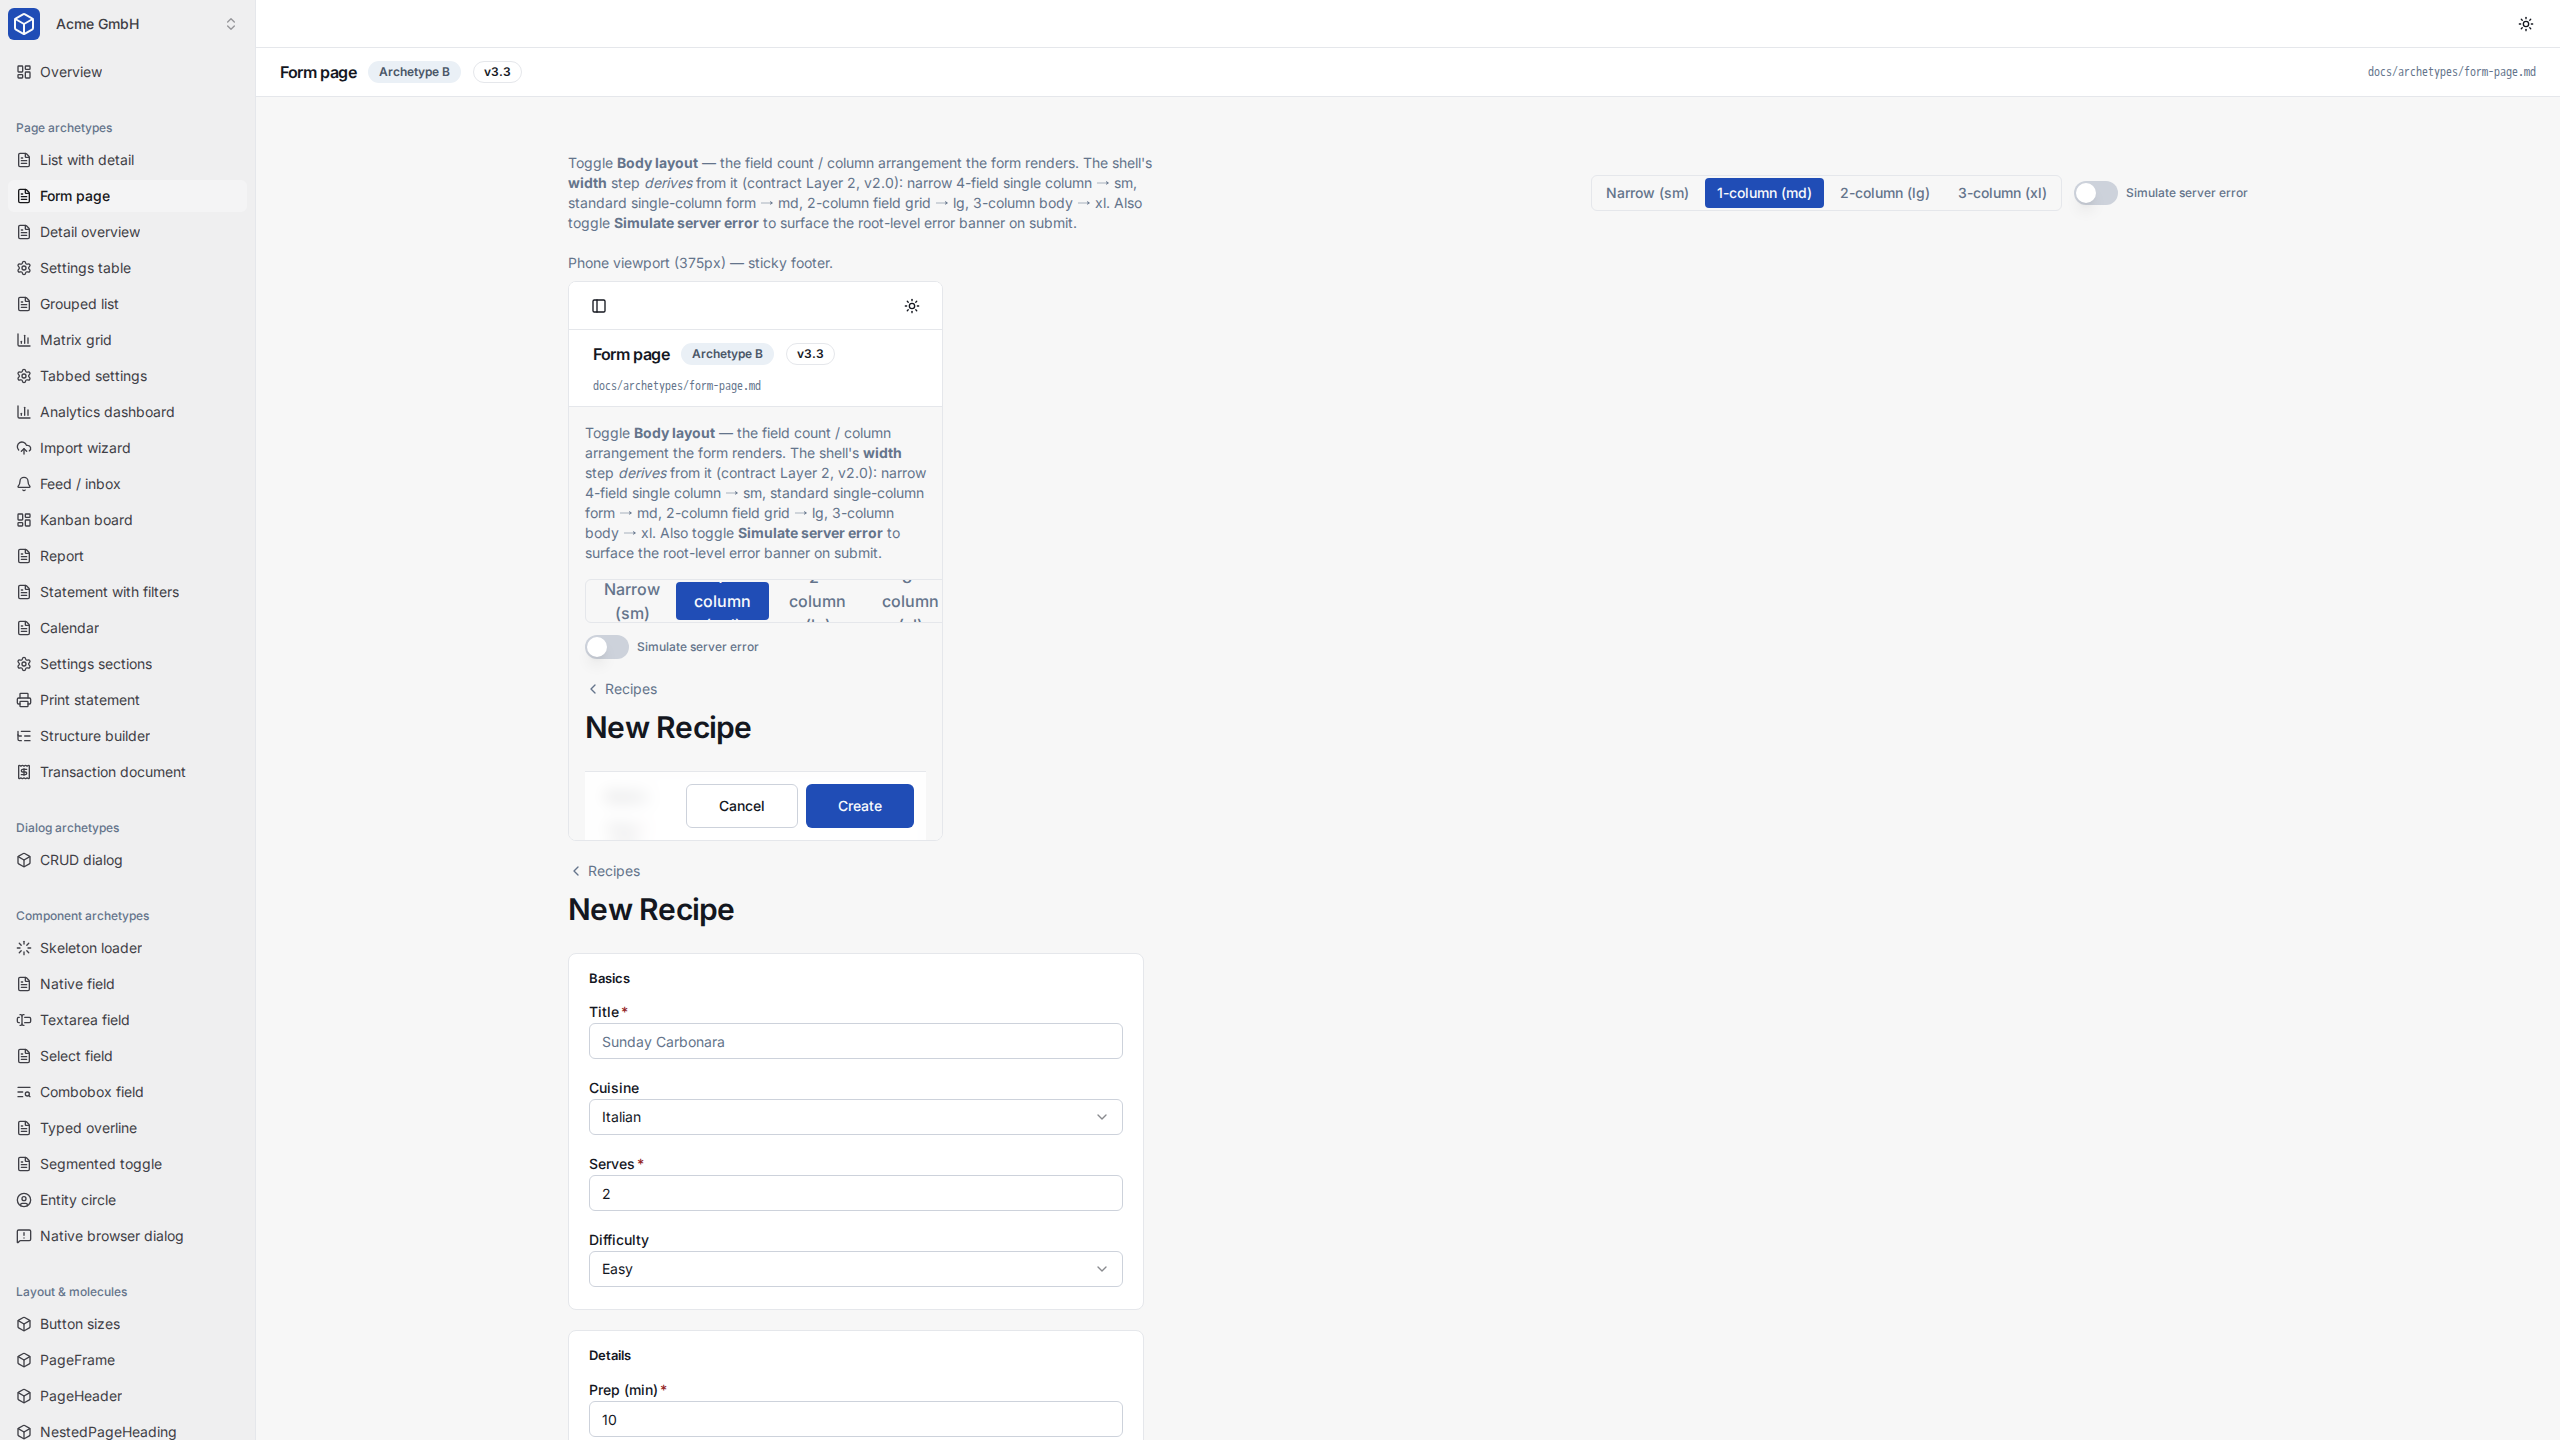 Acme GmbH
Overview
Page archetypes
List with detail
Form page
Detail overview
Settings table
Grouped list
Matrix grid
Tabbed settings
Analytics dashboard
Import wizard
Feed / inbox
Kanban board
Report
Statement with filters
Calendar
Settings sections
Print statement
Structure builder
Transaction document
Dialog archetypes
CRUD dialog
Component archetypes
Skeleton loader
Native field
Textarea field
Select field
Combobox field
Typed overline
Segmented toggle
Entity circle
Native browser dialog
Layout & molecules
Button sizes
PageFrame
PageHeader
NestedPageHeading
Form page Archetype B v3.3 docs/archetypes/form-page.md
Toggle Body layout — the field count / column arrangement the form renders. The shell's
width step derives from it (contract Layer 2, v2.0): narrow 4-field single column → sm,
standard single-column form → md, 2-column field grid → lg, 3-column body → xl. Also
toggle Simulate server error to surface the root-level error banner on submit.
Narrow (sm) 1-column (md) 2-column (lg) 3-column (xl) Simulate server error
Phone viewport (375px) — sticky footer.
Form page Archetype B v3.3
docs/archetypes/form-page.md
Toggle Body layout — the field count / column
arrangement the form renders. The shell's width
step derives from it (contract Layer 2, v2.0): narrow
4-field single column → sm, standard single-column
form → md, 2-column field grid → lg, 3-column
body → xl. Also toggle Simulate server error to
surface the root-level error banner on submit.
Narrow
(sm)
column
column
column
Simulate server error
Recipes
New Recipe
Cancel Create
Recipes
New Recipe
Basics
Title *
Sunday Carbonara
Cuisine
Italian
Serves *
2
Difficulty
Easy
Details
Prep (min) *
10